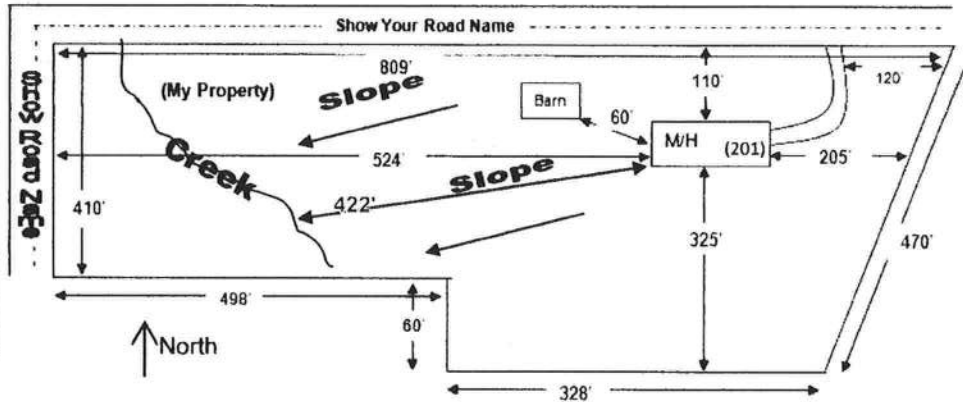 Show Your Road Name
Show Road Name
809'
(My Property)
Slope
Barn
60'
110'
120'
M/H
(201)
Creek
524'
205'
Slope
422'
410'
325'
470'
498'
60'
North
328'